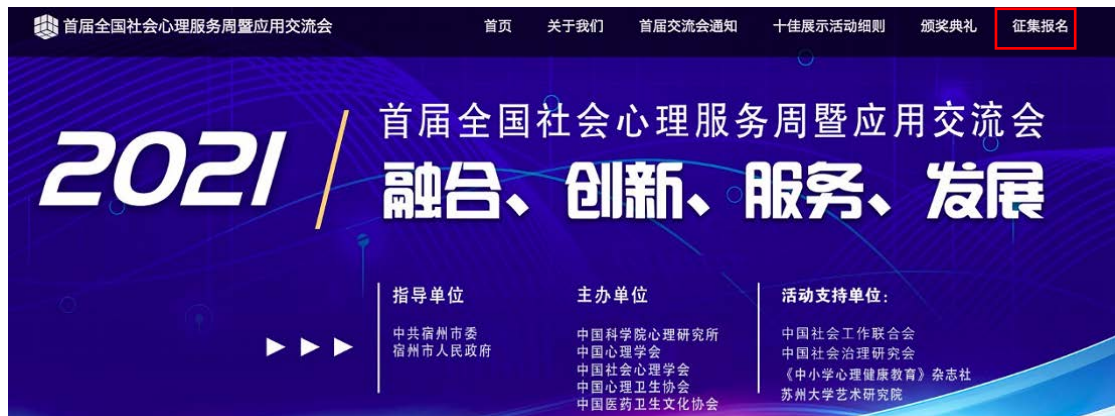 首届全国社会心理服务周暨应用交流会
首页 关于我们 首届交流会通知 十佳展示活动细则 颁奖典礼 征集报名
2021
首届全国社会心理服务周暨应用交流会
融合、创新、服务、发展
指导单位
中共宿州市委
宿州市人民政府
主办单位
中国科学院心理研究所
中国心理学会
中国社会心理学会
中国心理卫生协会
中国医药卫生文化协会
活动支持单位：
中国社会工作联合会
中国社会治理研究会
《中小学心理健康教育》杂志社
苏州大学艺术研究院